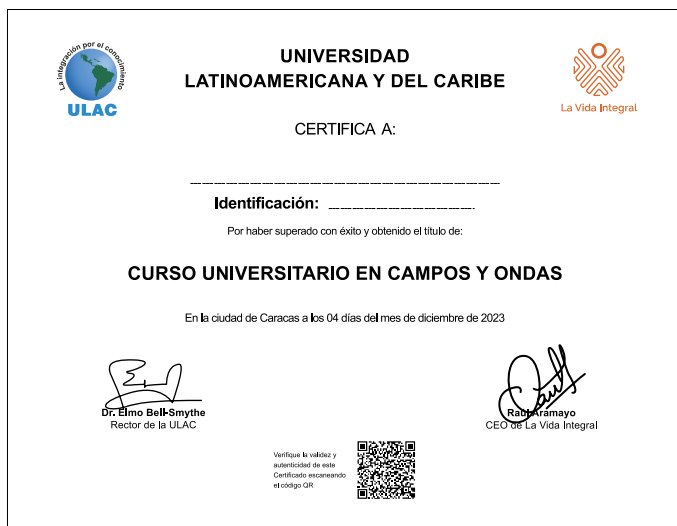 La integración por el conocimiento
ULAC
UNIVERSIDAD
LATINOAMERICANA Y DEL CARIBE
La Vida Integral
CERTIFICA A:
Identificación:
Por haber superado con éxito y obtenido el título de:
CURSO UNIVERSITARIO EN CAMPOS Y ONDAS
En la ciudad de Caracas a los 04 días del mes de diciembre de 2023
Dr. Elmo Bell-Smythe
Rector de la ULAC
Raúl Aramayo
CEO de La Vida Integral
Verifique la validez y
autenticidad de este
Certificado escaneando
el código QR